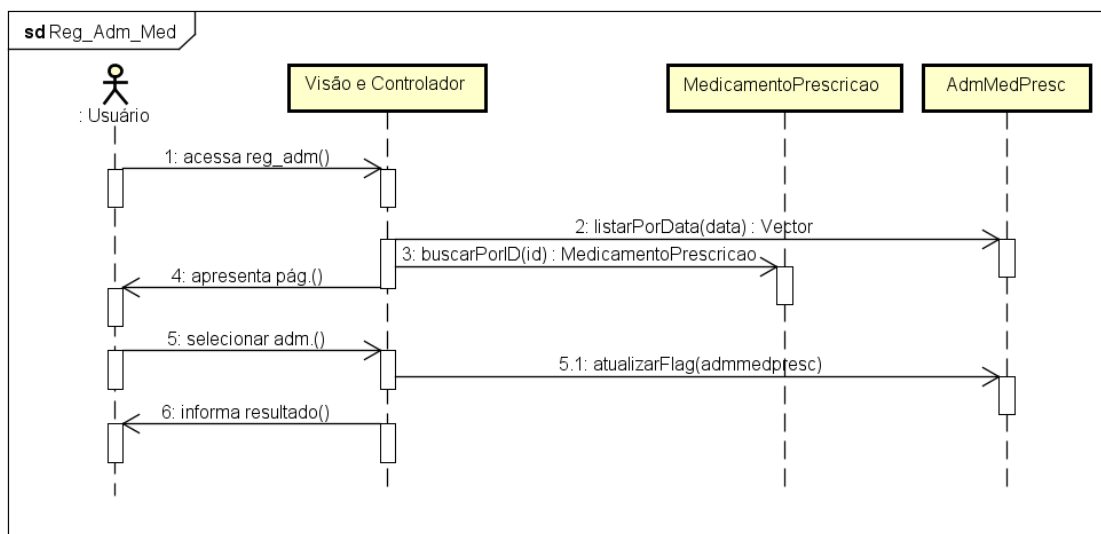 sd Reg_Adm_Med
: Usuário
Visão e Controlador
MedicamentoPrescricao
AdmMedPresc
1: acessa reg_adm()
2: listarPorData(data) : Vector
3: buscarPorID(id) : MedicamentoPrescricao
4: apresenta pág.()
5: selecionar adm.()
5.1: atualizarFlag(admmedpresc)
6: informa resultado()